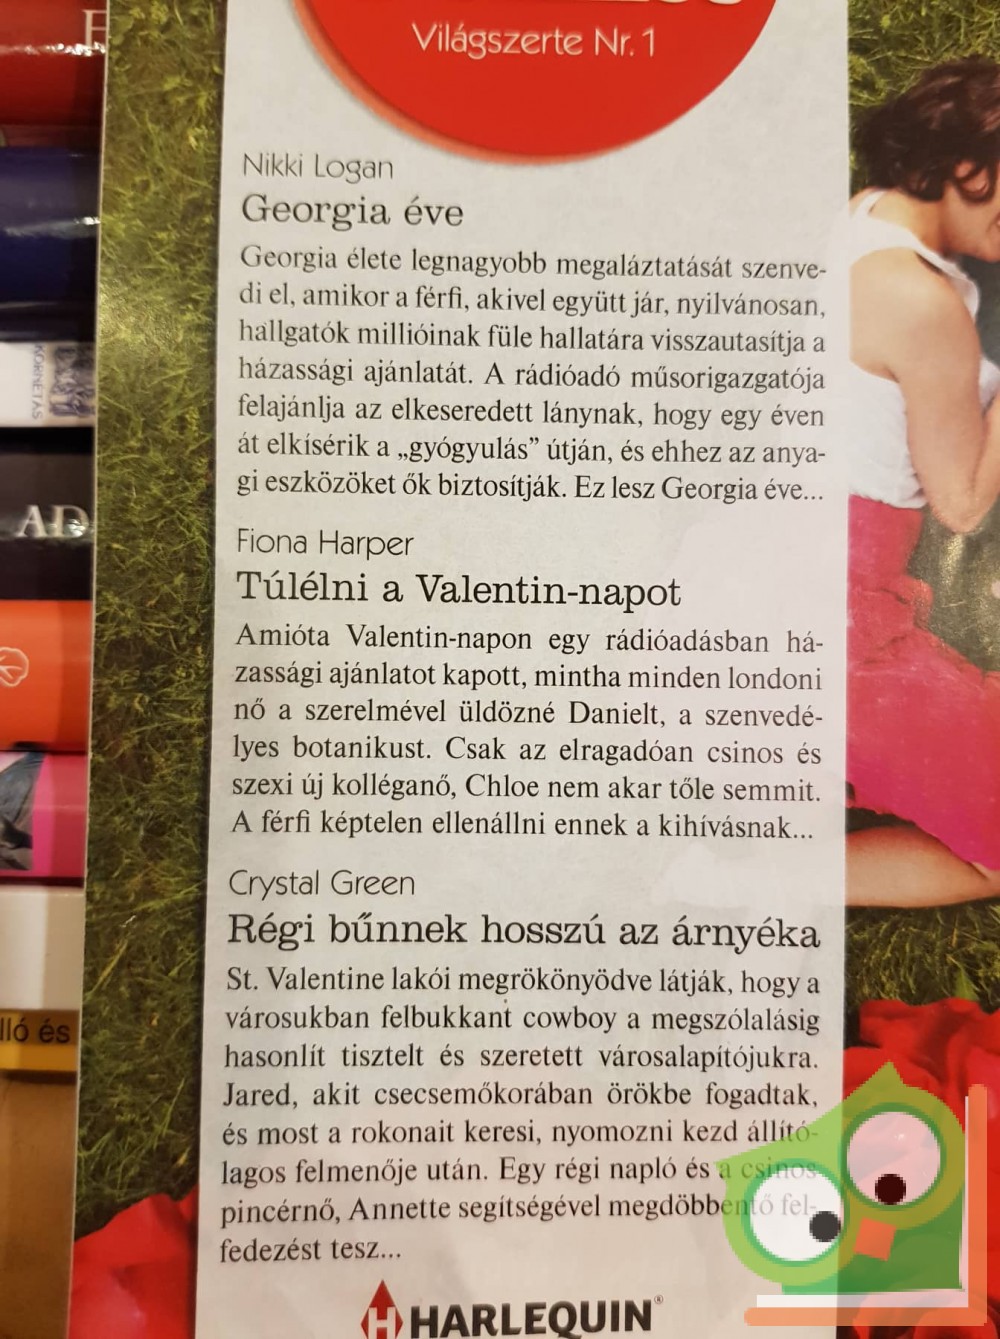 Világszerte Nr. 1
Nikki Logan
Georgia éve
Georgia élete legnagyobb megaláztatását szenve-
di el, amikor a férfi, akivel együtt jár, nyilvánosan,
hallgatók millióinak füle hallatára visszautasítja a
házassági ajánlatát. A rádióadó műsorigazgatója
felajánlja az elkeseredett lánynak, hogy egy éven
át elkísérik a „gyógyulás” útján, és ehhez az anya-
gi eszközöket ők biztosítják. Ez lesz Georgia éve...
Fiona Harper
Túlélni a Valentin-napot
Amióta Valentin-napon egy rádióadásban há-
zassági ajánlatot kapott, mintha minden londoni
nő a szerelmével üldözné Danielt, a szenvedé-
lyes botanikust. Csak az elragadóan csinos és
szexi új kolléganő, Chloe nem akar tőle semmit.
A férfi képtelen ellenállni ennek a kihívásnak...
Crystal Green
Régi bűnnek hosszú az árnyéka
St. Valentine lakói megrökönyödve látják, hogy a
városukban felbukkant cowboy a megszólalásig
hasonlít tisztelt és szeretett városalapítójukra.
Jared, akit csecsemőkorában örökbe fogadtak,
és most a rokonait keresi, nyomozni kezd állító-
lagos felmenője után. Egy régi napló és a csinos
pincérnő, Annette segítségével megdöbbentő fel-
fedezést tesz...
HARLEQUIN®
AD
lló és